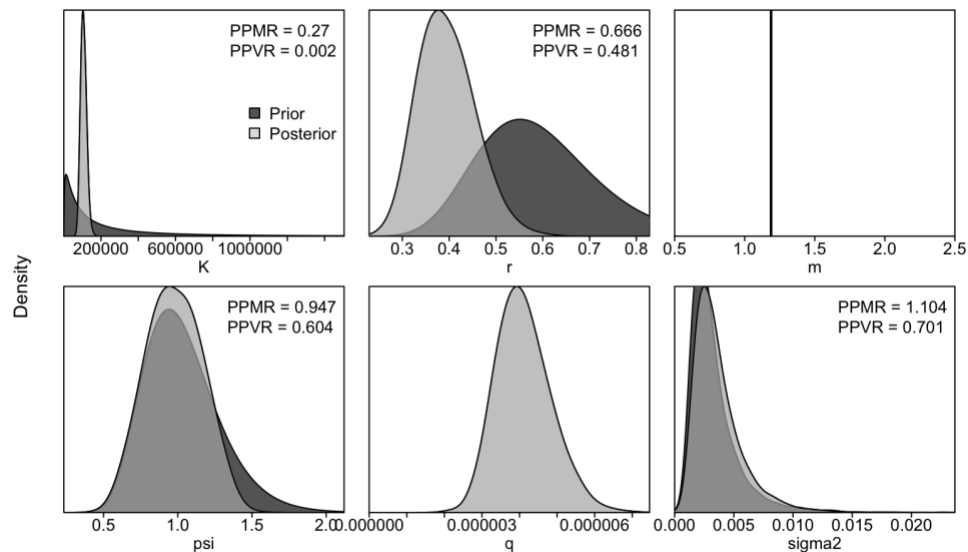 PPMR = 0.27
PPVR = 0.002
Prior
Posterior
200000 600000 1000000
K
PPMR = 0.666
PPVR = 0.481
0.3 0.4 0.5 0.6 0.7 0.8
r
0.5 1.0 1.5 2.0 2.5
m
Density
PPMR = 0.947
PPVR = 0.604
0.5 1.0 1.5 2.0
psi
0.0000000 0.0000003 0.0000006
q
PPMR = 1.104
PPVR = 0.701
0.000 0.005 0.010 0.015 0.020
sigma2